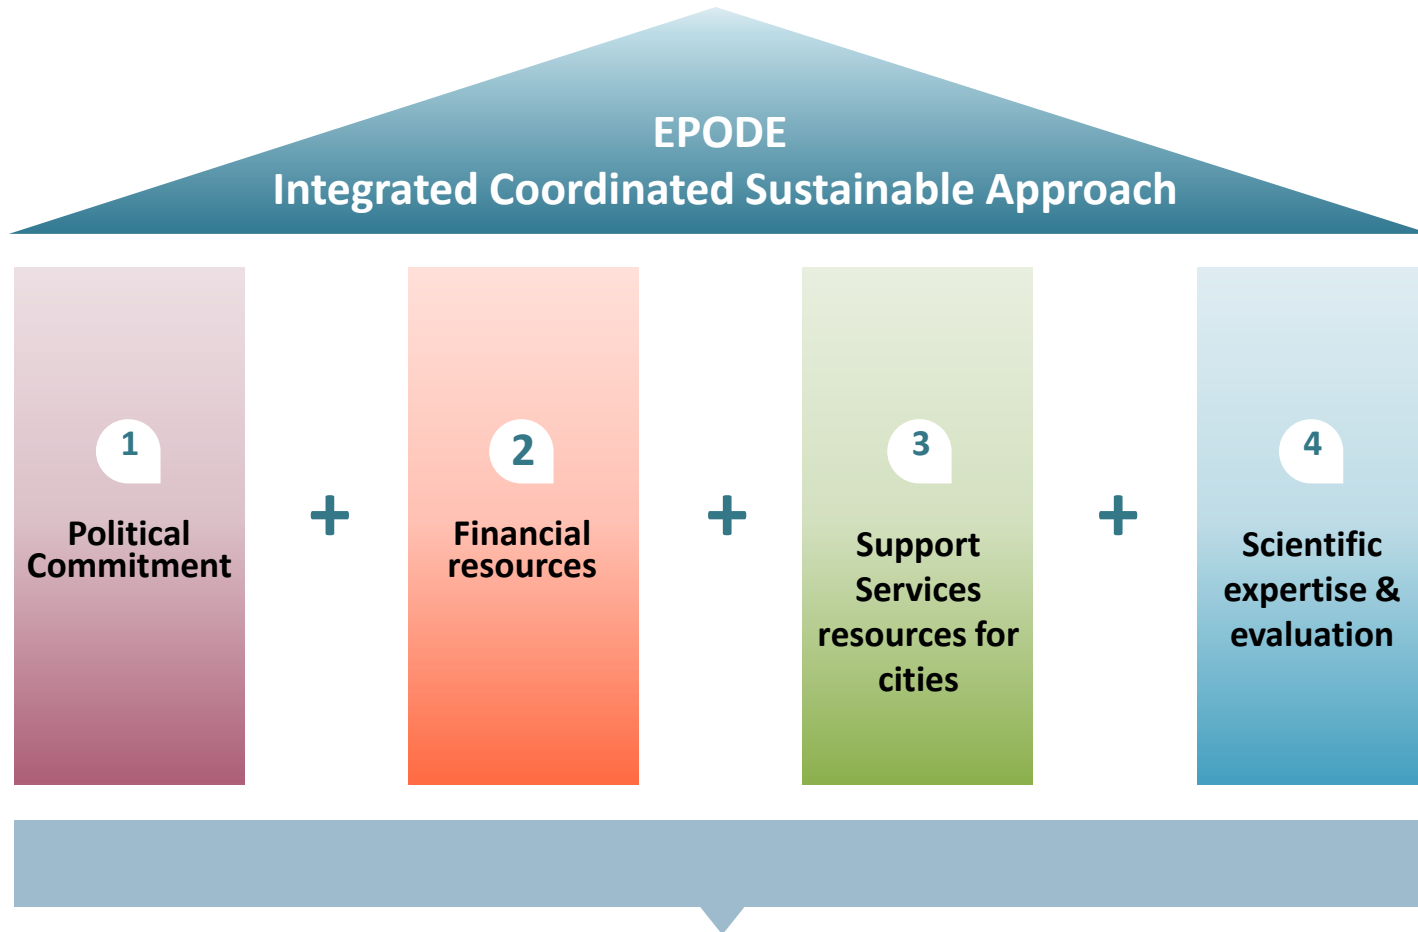 EPODE
Integrated Coordinated Sustainable Approach
1
Political
Commitment
+
2
Financial
resources
+
3
Support
Services
resources for
cities
+
4
Scientific
expertise &
evaluation